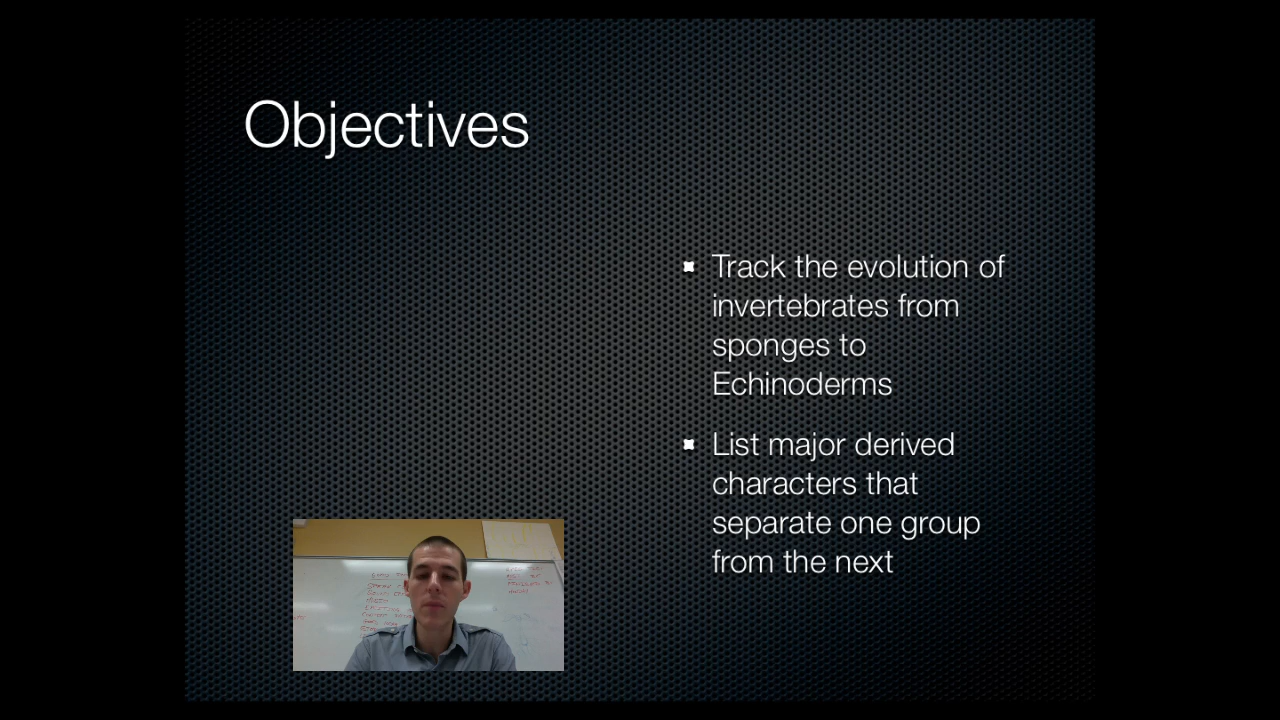 Objectives
Track the evolution of
invertebrates from
sponges to
Echinoderms
List major derived
characters that
separate one group
from the next